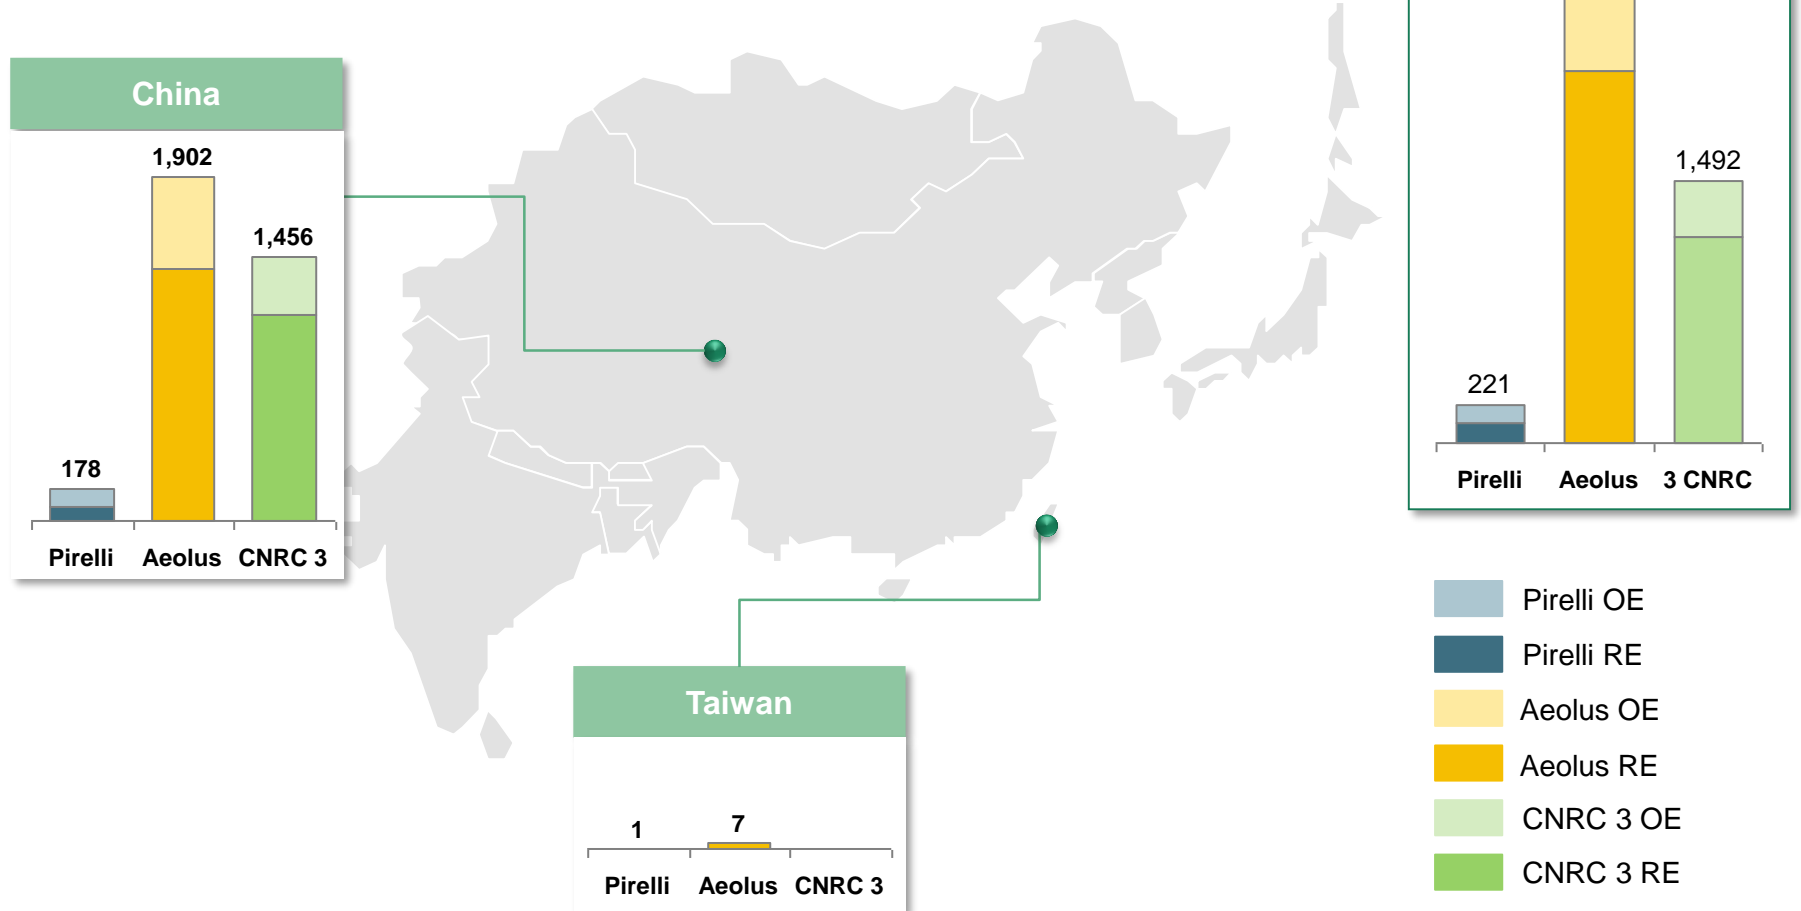 China
1,902
1,456
178
Pirelli Aeolus CNRC 3
1,492
221
Pirelli Aeolus 3 CNRC
Taiwan
1 7
Pirelli Aeolus CNRC 3
Pirelli OE
Pirelli RE
Aeolus OE
Aeolus RE
CNRC 3 OE
CNRC 3 RE